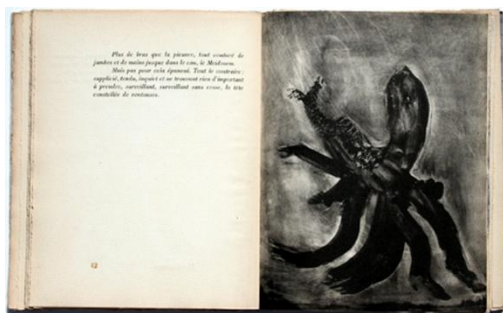 Plus de bras que la pieuvre, tout couturé de
jambes et de mains jusque dans le cou, le Meidosem.
Mais pas pour cela épanoui. Tout le contraire :
supplicié, tendu, inquiet et ne trouvant rien d'important
à prendre, surveillant, surveillant sans cesse, la tête
constellée de ventouses.
62